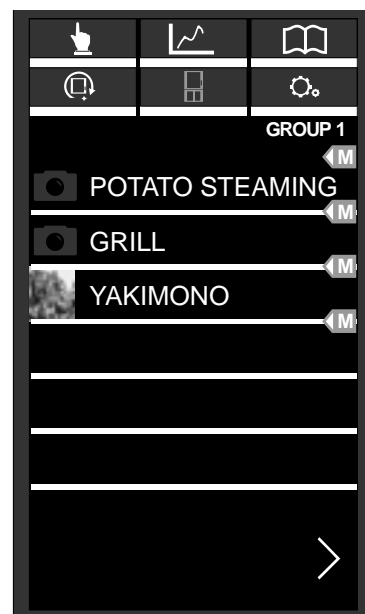 GROUP 1
M
POTATO STEAMING
M
GRILL
M
YAKIMONO
M